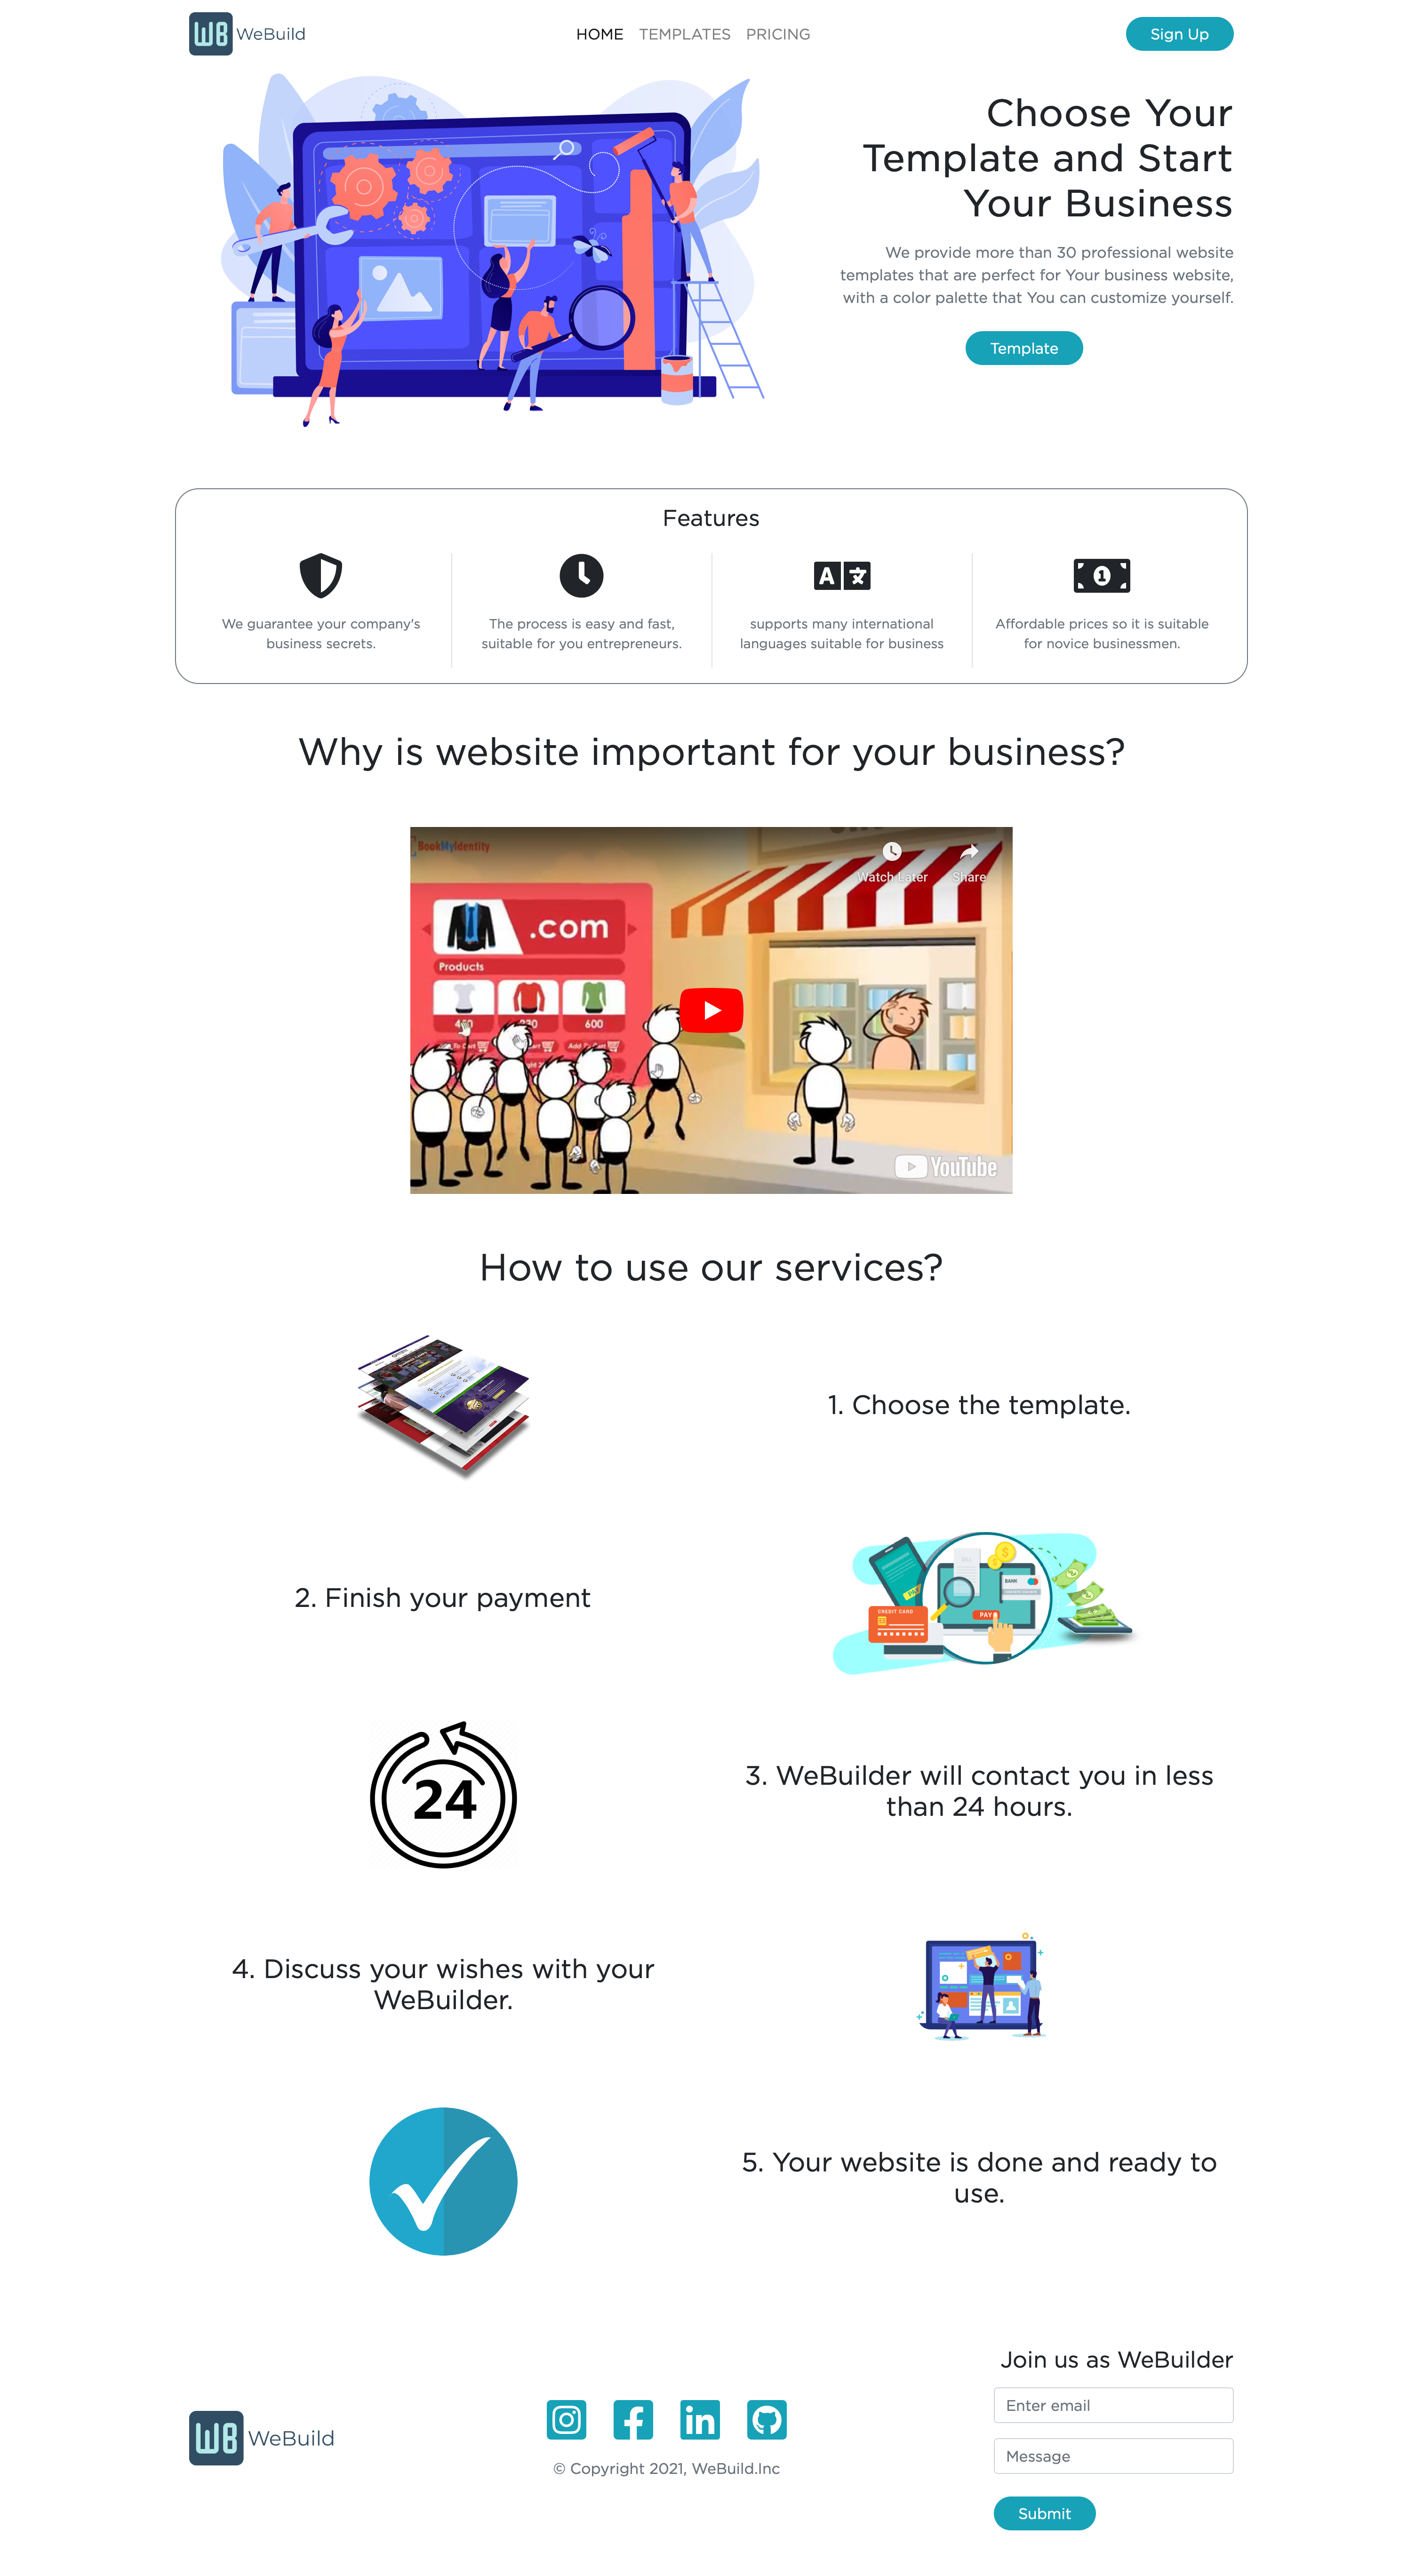 WB WeBuild
HOME TEMPLATES PRICING
Sign Up
Choose Your
Template and Start
Your Business
We provide more than 30 professional website
templates that are perfect for Your business website,
with a color palette that You can customize yourself.
Template
Features
We guarantee your company's
business secrets.
The process is easy and fast,
suitable for you entrepreneurs.
A
supports many international
languages suitable for business
1
Affordable prices so it is suitable
for novice businessmen.
Why is website important for your business?
BookMyIdentity
Watch Later
Share
.com
Products
600
YouTube
How to use our services?
1. Choose the template.
2. Finish your payment
BANK
CREDIT CARD
PAY
24
3. WeBuilder will contact you in less
than 24 hours.
4. Discuss your wishes with your
WeBuilder.
5. Your website is done and ready to
use.
WB WeBuild
© Copyright 2021, WeBuild.Inc
Join us as WeBuilder
Enter email
Message
Submit